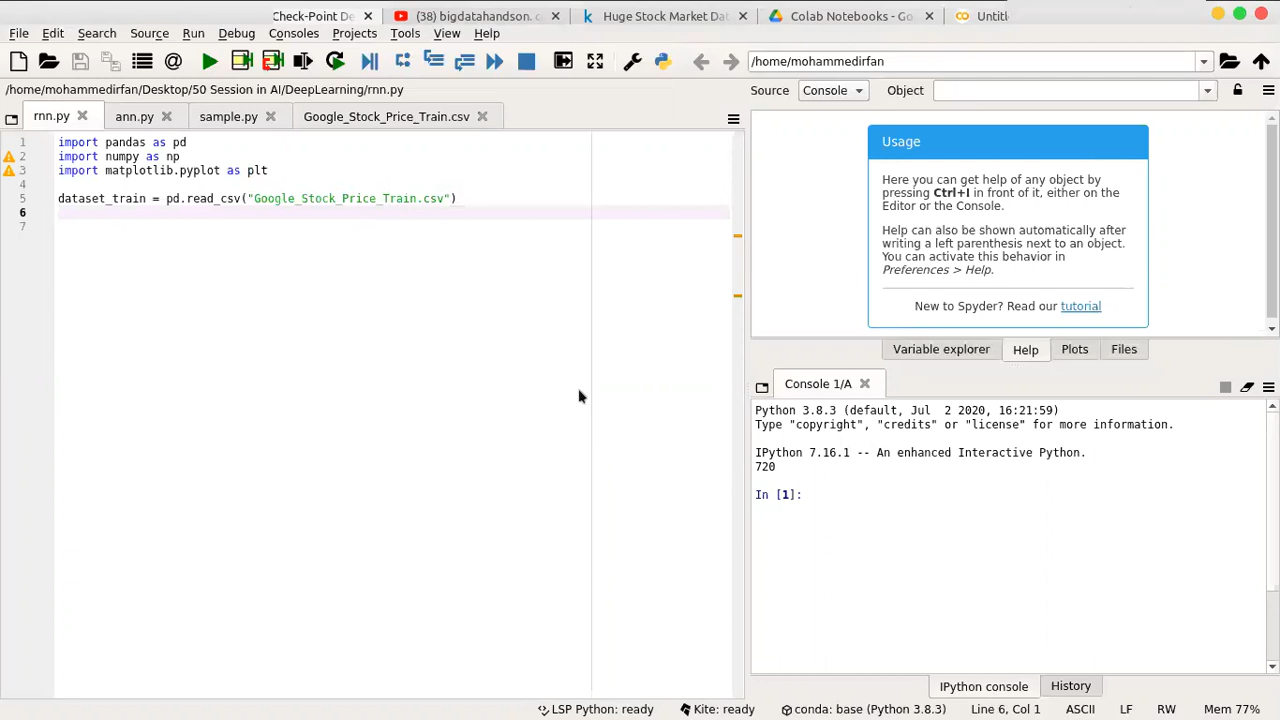 Check-Point De
(38) bigdatahandson.
Huge Stock Market Dat
Colab Notebooks - Go
Untitl
File Edit Search Source Run Debug Consoles Projects Tools View Help
/home/mohammedirfan
/home/mohammedirfan/Desktop/50 Session in AI/DeepLearning/rnn.py
Source Console Object
rnn.py ann.py sample.py Google_Stock_Price_Train.csv
1 import pandas as pd
2 import numpy as np
3 import matplotlib.pyplot as plt
4
5 dataset_train = pd.read_csv("Google_Stock_Price_Train.csv")
6
7
Usage
Here you can get help of any object by
pressing Ctrl+I in front of it, either on the
Editor or the Console.
Help can also be shown automatically after
writing a left parenthesis next to an object.
You can activate this behavior in
Preferences > Help.
New to Spyder? Read our tutorial
Variable explorer Help Plots Files
Console 1/A
Python 3.8.3 (default, Jul 2 2020, 16:21:59)
Type "copyright", "credits" or "license" for more information.
IPython 7.16.1 -- An enhanced Interactive Python.
720
In [1]:
IPython console History
LSP Python: ready Kite: ready conda: base (Python 3.8.3) Line 6, Col 1 ASCII LF RW Mem 77%